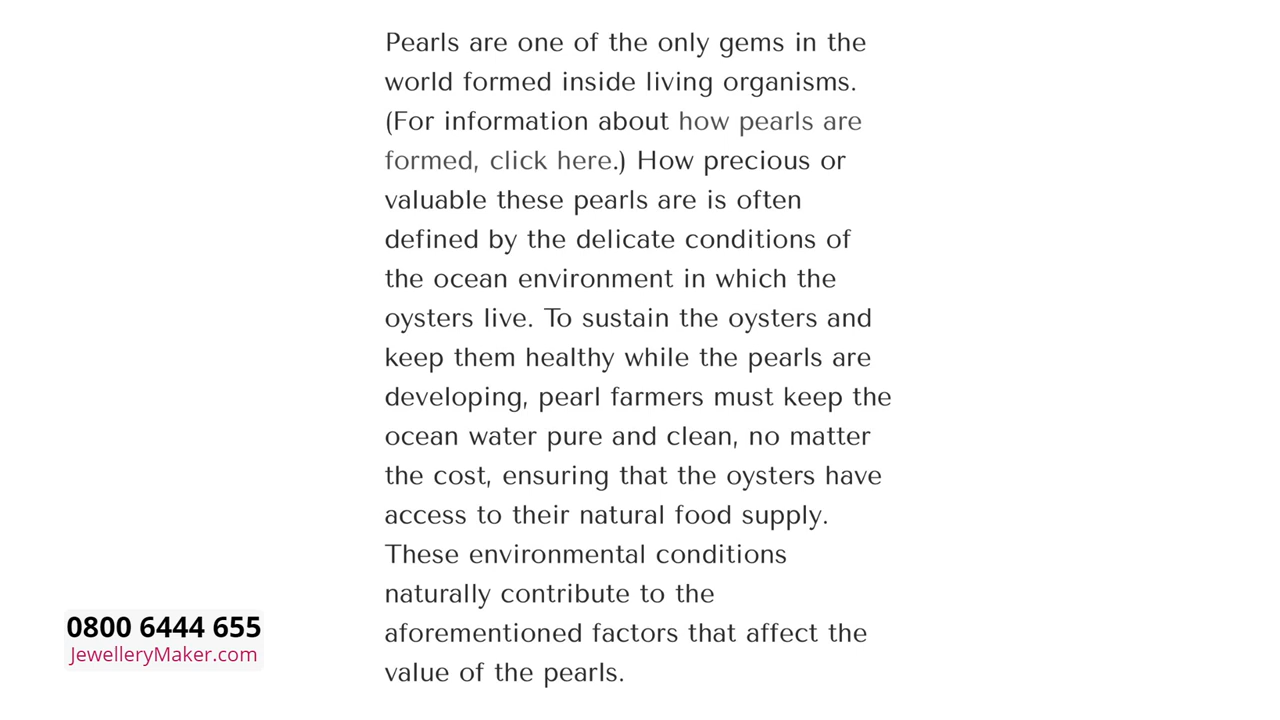 Pearls are one of the only gems in the
world formed inside living organisms.
(For information about how pearls are
formed, click here.) How precious or
valuable these pearls are is often
defined by the delicate conditions of
the ocean environment in which the
oysters live. To sustain the oysters and
keep them healthy while the pearls are
developing, pearl farmers must keep the
ocean water pure and clean, no matter
the cost, ensuring that the oysters have
access to their natural food supply.
These environmental conditions
naturally contribute to the
aforementioned factors that affect the
value of the pearls.
0800 6444 655
JewelleryMaker.com